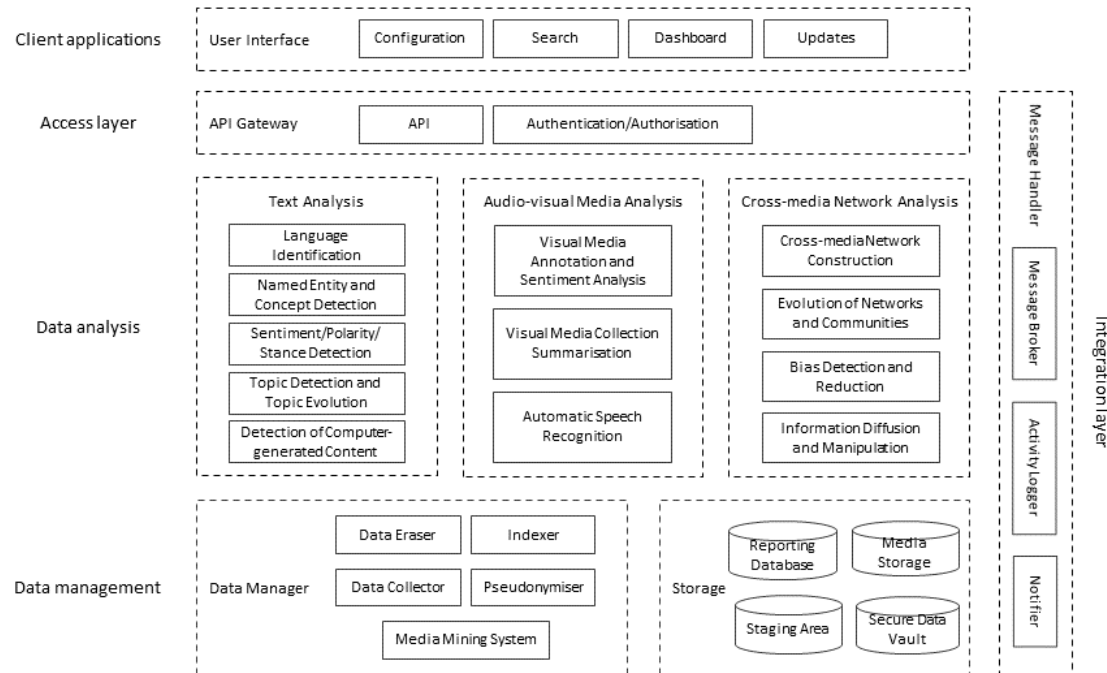 Client applications
User Interface
Configuration
Search
Dashboard
Updates
Access layer
API Gateway
API
Authentication/Authorisation
Data analysis
Text Analysis
Language
Identification
Named Entity and
Concept Detection
Sentiment/Polarity/
Stance Detection
Topic Detection and
Topic Evolution
Detection of Computer-
generated Content
Audio-visual Media Analysis
Visual Media
Annotation and
Sentiment Analysis
Visual Media Collection
Summarisation
Automatic Speech
Recognition
Cross-media Network Analysis
Cross-media Network
Construction
Evolution of Networks
and Communities
Bias Detection and
Reduction
Information Diffusion
and Manipulation
Data management
Data Manager
Data Eraser
Indexer
Data Collector
Pseudonymiser
Media Mining System
Storage
Reporting
Database
Media
Storage
Staging Area
Secure Data
Vault
Message Handler
Message Broker
Activity Logger
Notifier
Integration layer